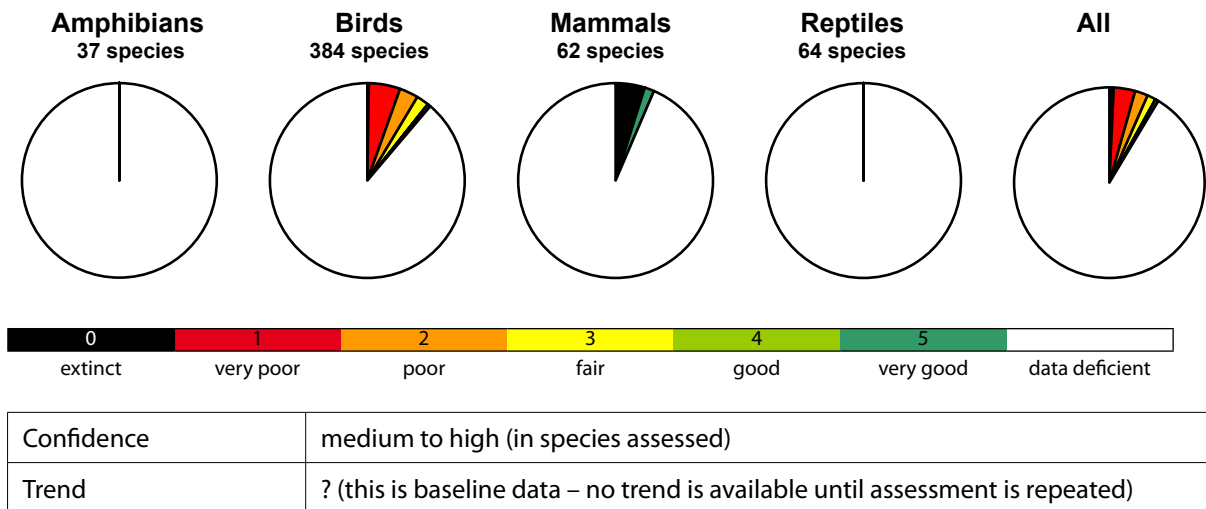 Amphibians
37 species
Birds
384 species
Mammals
62 species
Reptiles
64 species
All
0 1 2 3 4 5
extinct very poor poor fair good very good data deficient
Confidence medium to high (in species assessed)
Trend ? (this is baseline data – no trend is available until assessment is repeated)